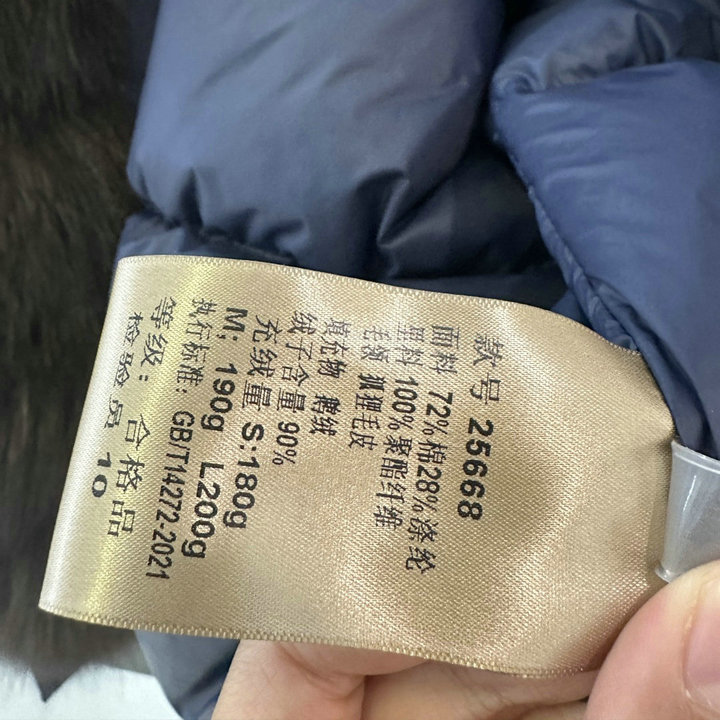 款号 25668
面料 72%棉28%涤纶
里料 100%聚酯纤维
毛领 狐狸毛皮
填充物 鹅绒
绒子含量 90%
充绒量 S:180g
M; 190g L200g
执行标准: GB/T14272-2021
等级: 合格品
检验员 10